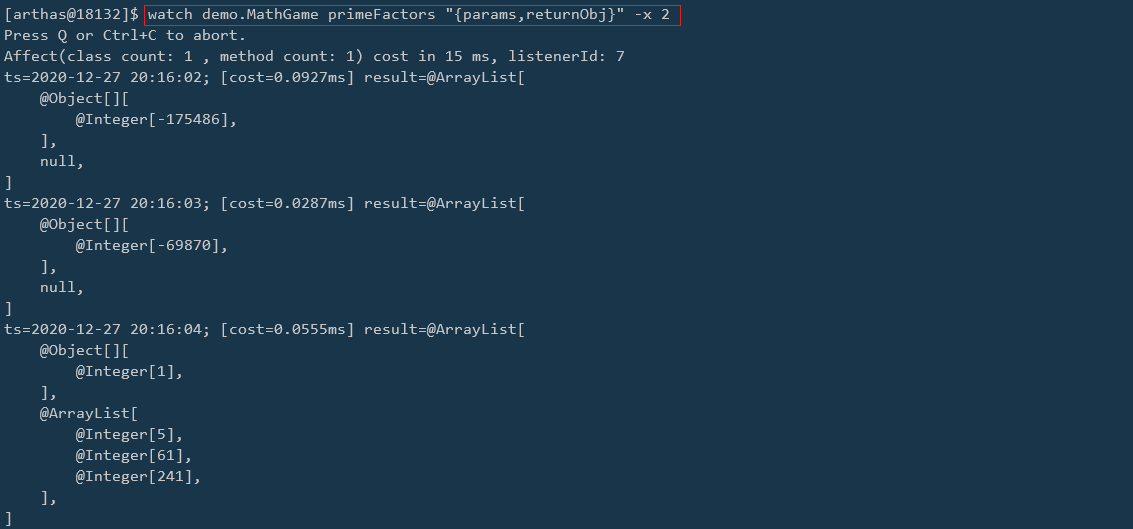 [arthas@18132]$ watch demo.MathGame primeFactors "{params,returnObj}" -x 2
Press Q or Ctrl+C to abort.
Affect(class count: 1 , method count: 1) cost in 15 ms, listenerId: 7
ts=2020-12-27 20:16:02; [cost=0.0927ms] result=@ArrayList[
    @Object[][
        @Integer[-175486],
    ],
    null,
]
ts=2020-12-27 20:16:03; [cost=0.0287ms] result=@ArrayList[
    @Object[][
        @Integer[-69870],
    ],
    null,
]
ts=2020-12-27 20:16:04; [cost=0.0555ms] result=@ArrayList[
    @Object[][
        @Integer[1],
    ],
    @ArrayList[
        @Integer[5],
        @Integer[61],
        @Integer[241],
    ],
]